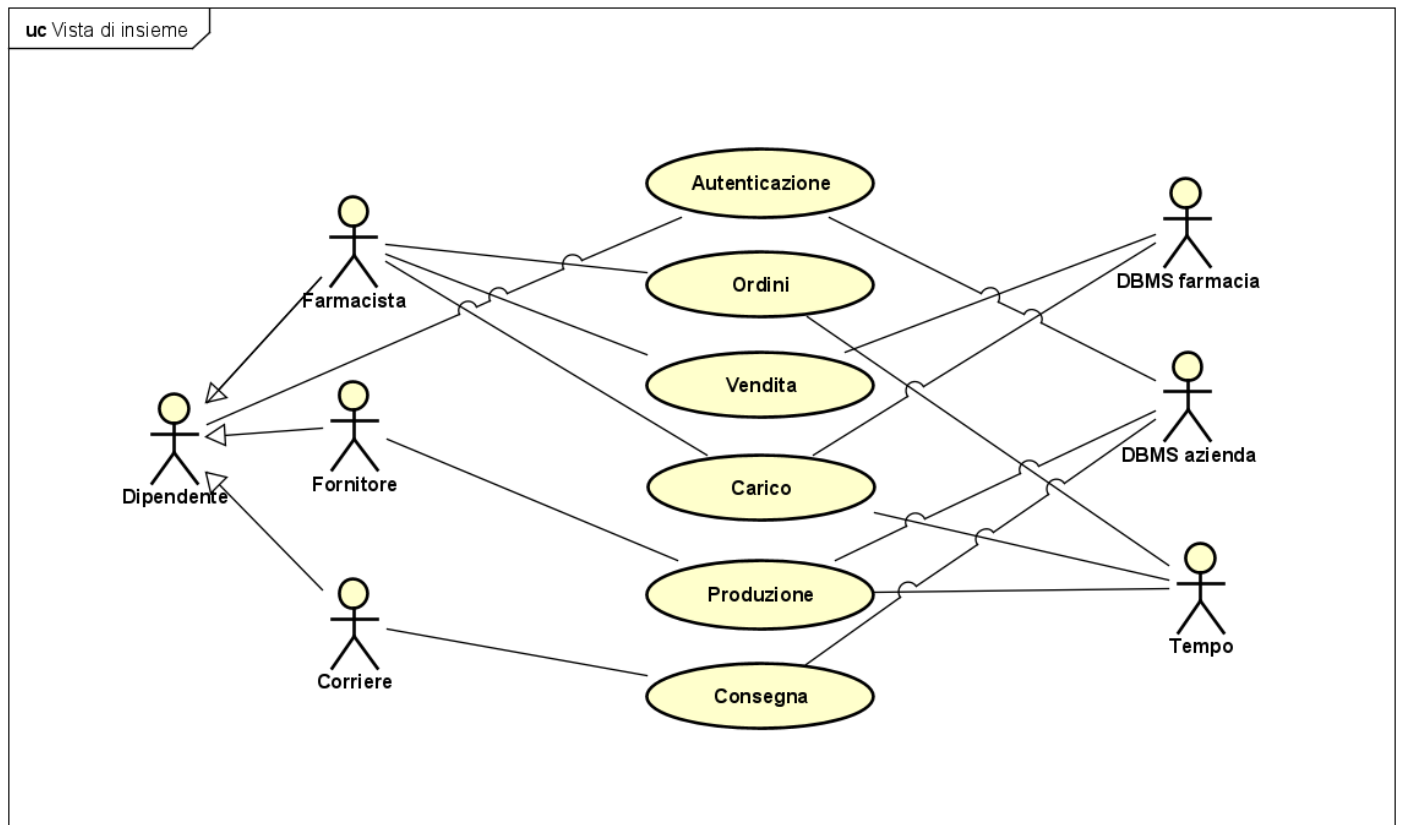 uc Vista di insieme
Autenticazione
Farmacista
Ordini
DBMS farmacia
Vendita
Dipendente
Fornitore
DBMS azienda
Carico
Produzione
Corriere
Tempo
Consegna